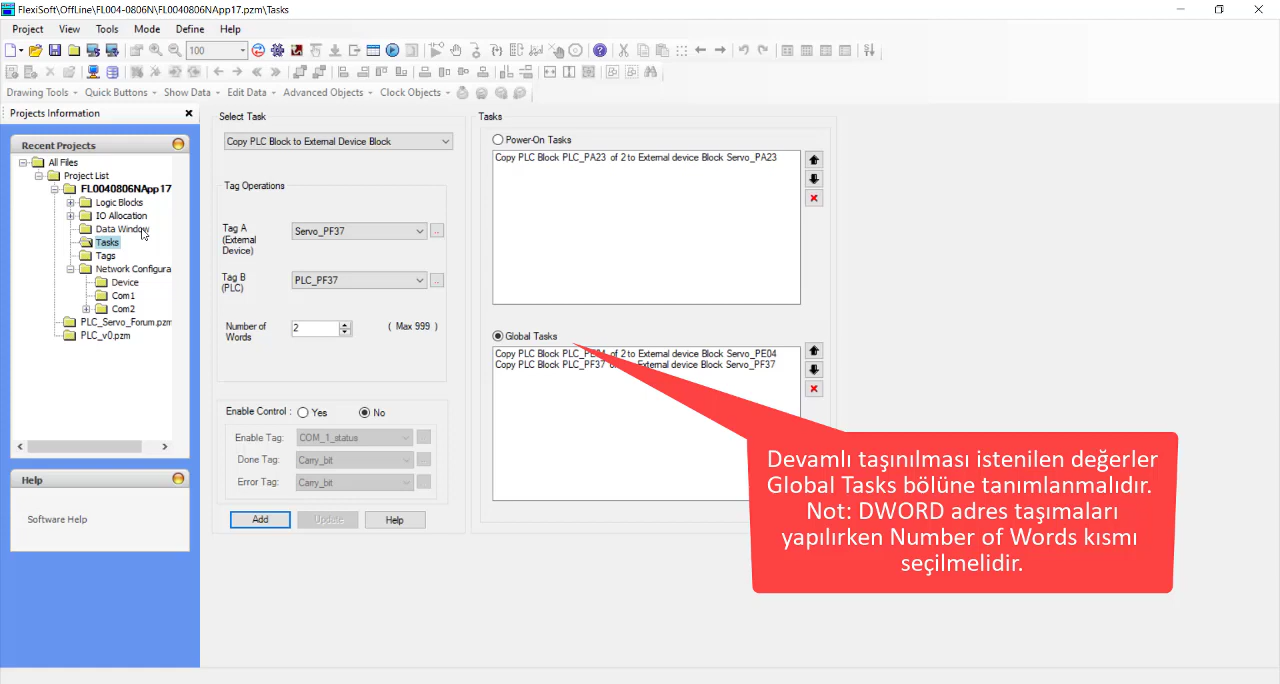 FlexiSoft\OffLine\FL004-0806N\FL0040806NApp17.pzm\Tasks
Project View Tools Mode Define Help
100
Drawing Tools Quick Buttons Show Data Edit Data Advanced Objects Clock Objects
Projects Information
Recent Projects
All Files
Project List
FL0040806NApp17
Logic Blocks
IO Allocation
Data Window
Tasks
Tags
Network Configura
Device
Com1
Com2
PLC_Servo_Forum.pzm
PLC_v0.pzm
Help
Software Help
Select Task
Copy PLC Block to External Device Block
Tag Operations
Tag A
(External
Device)
Servo_PF37
Tag B
(PLC)
PLC_PF37
Number of
Words
2
( Max 999 )
Enable Control : Yes No
Enable Tag: COM_1_status
Done Tag: Carry_bit
Error Tag: Carry_bit
Add Update Help
Tasks
Power-On Tasks
Copy PLC Block PLC_PA23 of 2 to External device Block Servo_PA23
Global Tasks
Copy PLC Block of 2 to External device Block Servo_PE04
Copy PLC Block PLC_PF37 External device Block Servo_PF37
Devamlı taşınılması istenilen değerler
Global Tasks bölüne tanımlanmalıdır.
Not: DWORD adres taşımaları
yapılırken Number of Words kısmı
seçilmelidir.